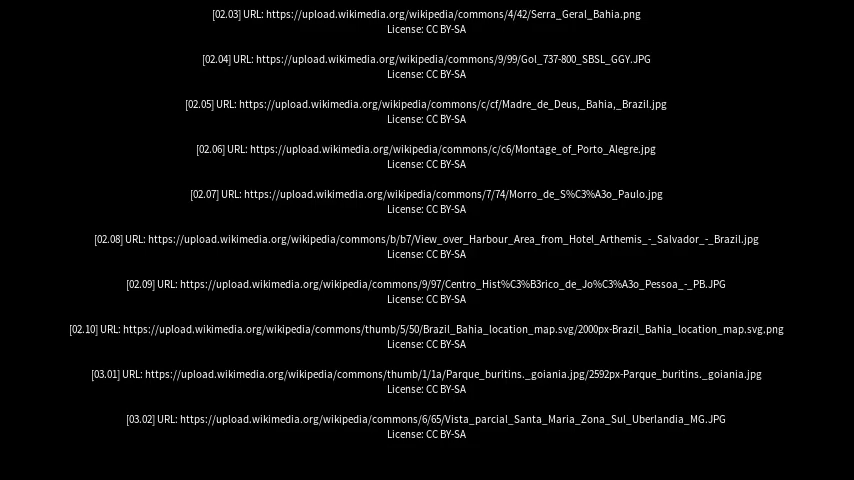 [02.03] URL: https://upload.wikimedia.org/wikipedia/commons/4/42/Serra_Geral_Bahia.png
License: CC BY-SA
[02.04] URL: https://upload.wikimedia.org/wikipedia/commons/9/99/Gol_737-800_SBSL_GGY.JPG
License: CC BY-SA
[02.05] URL: https://upload.wikimedia.org/wikipedia/commons/c/cf/Madre_de_Deus,_Bahia,_Brazil.jpg
License: CC BY-SA
[02.06] URL: https://upload.wikimedia.org/wikipedia/commons/c/c6/Montage_of_Porto_Alegre.jpg
License: CC BY-SA
[02.07] URL: https://upload.wikimedia.org/wikipedia/commons/7/74/Morro_de_S%C3%A3o_Paulo.jpg
License: CC BY-SA
[02.08] URL: https://upload.wikimedia.org/wikipedia/commons/b/b7/View_over_Harbour_Area_from_Hotel_Arthemis_-_Salvador_-_Brazil.jpg
License: CC BY-SA
[02.09] URL: https://upload.wikimedia.org/wikipedia/commons/9/97/Centro_Hist%C3%B3rico_de_Jo%C3%A3o_Pessoa_-_PB.JPG
License: CC BY-SA
[02.10] URL: https://upload.wikimedia.org/wikipedia/commons/thumb/5/50/Brazil_Bahia_location_map.svg/2000px-Brazil_Bahia_location_map.svg.png
License: CC BY-SA
[03.01] URL: https://upload.wikimedia.org/wikipedia/commons/thumb/1/1a/Parque_buritins._goiania.jpg/2592px-Parque_buritins._goiania.jpg
License: CC BY-SA
[03.02] URL: https://upload.wikimedia.org/wikipedia/commons/6/65/Vista_parcial_Santa_Maria_Zona_Sul_Uberlandia_MG.JPG
License: CC BY-SA